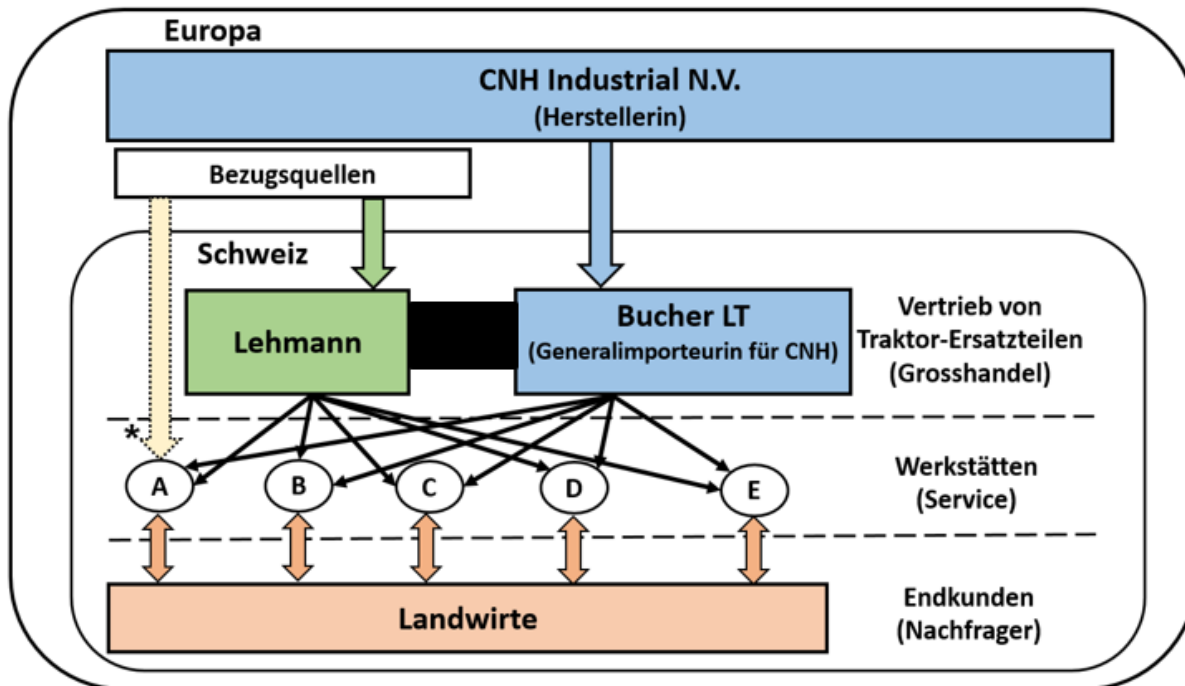 Europa
CNH Industrial N.V.
(Herstellerin)
Bezugsquellen
Schweiz
Lehmann
Bucher LT
(Generalimporteurin für CNH)
Vertrieb von
Traktor-Ersatzteilen
(Grosshandel)
*
A
B
C
D
E
Werkstätten
(Service)
Landwirte
Endkunden
(Nachfrager)